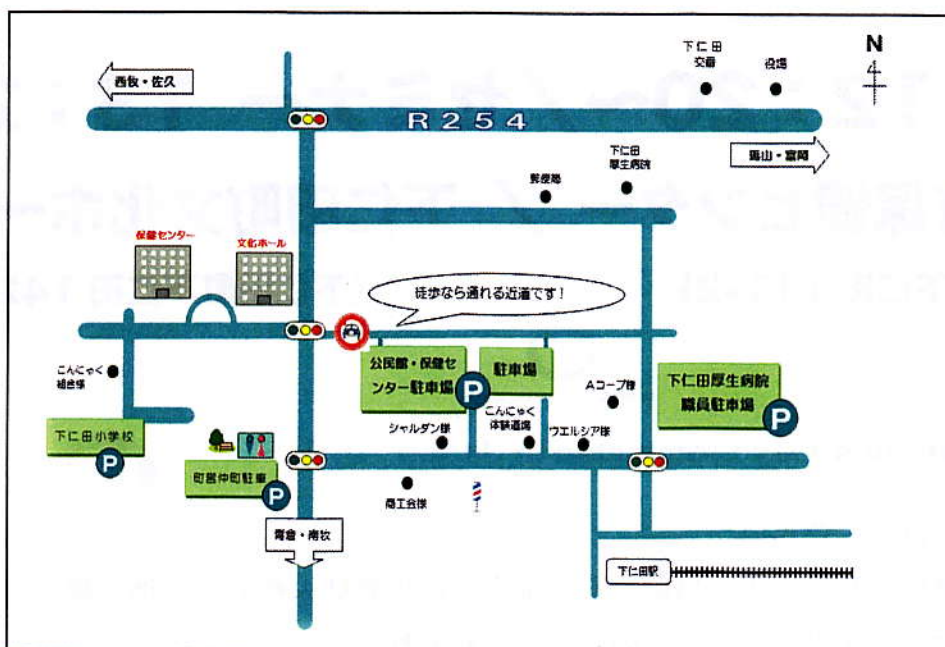 下仁田
交番
役場
N
西牧・佐久
R254
馬山・富岡
下仁田
厚生病院
郵便局
保健センター
文化ホール
徒歩なら通れる近道です!
こんにゃく
組合様
公民館・保健セ
ンター駐車場
P
駐車場
Aコープ様
下仁田厚生病院
職員駐車場
P
下仁田小学校
P
シャルダン様
こんにゃく
体験道場
ウエルシア様
町営仲町駐車
P
商工会様
青倉・南牧
下仁田駅